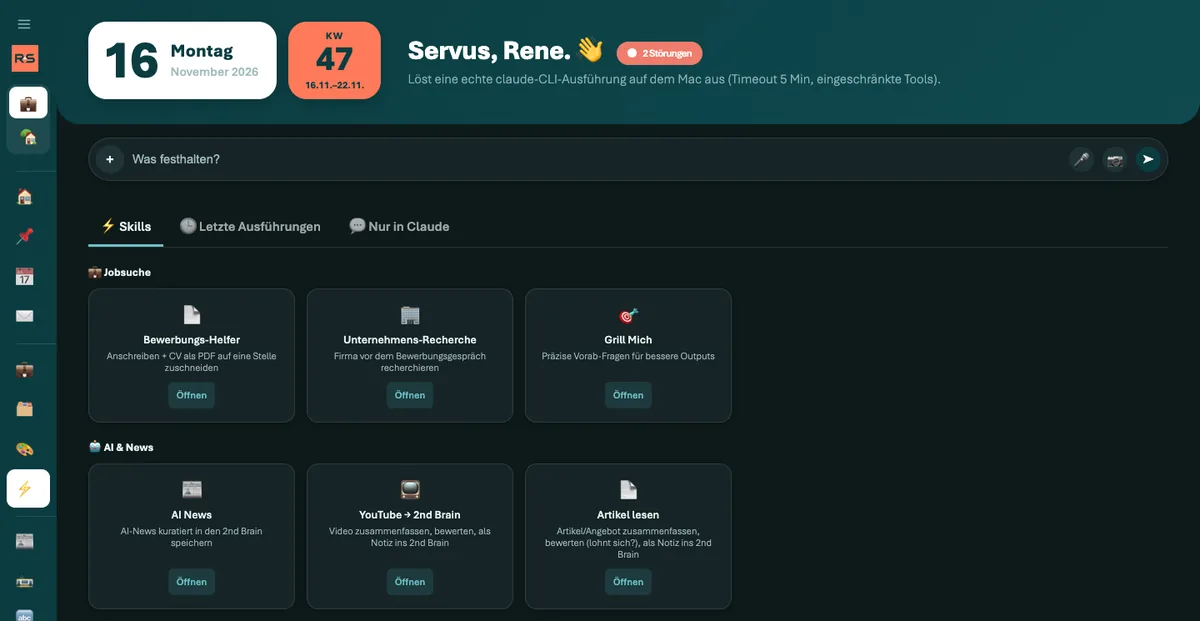 RS
16
Montag
November 2026
KW
47
16.11.–22.11.
Servus, Rene. 👋
2 Störungen
Löst eine echte claude-CLI-Ausführung auf dem Mac aus (Timeout 5 Min, eingeschränkte Tools).
+ Was festhalten?
⚡ Skills
🕒 Letzte Ausführungen
💬 Nur in Claude
💼 Jobsuche
Bewerbungs-Helfer
Anschreiben + CV als PDF auf eine Stelle
zuschneiden
Öffnen
Unternehmens-Recherche
Firma vor dem Bewerbungsgespräch
recherchieren
Öffnen
Grill Mich
Präzise Vorab-Fragen für bessere Outputs
Öffnen
🤖 AI & News
AI News
AI-News kuratiert in den 2nd Brain
speichern
Öffnen
YouTube → 2nd Brain
Video zusammenfassen, bewerten, als
Notiz ins 2nd Brain
Öffnen
Artikel lesen
Artikel/Angebot zusammenfassen,
bewerten (lohnt sich?), als Notiz ins 2nd
Brain
Öffnen
17
abc